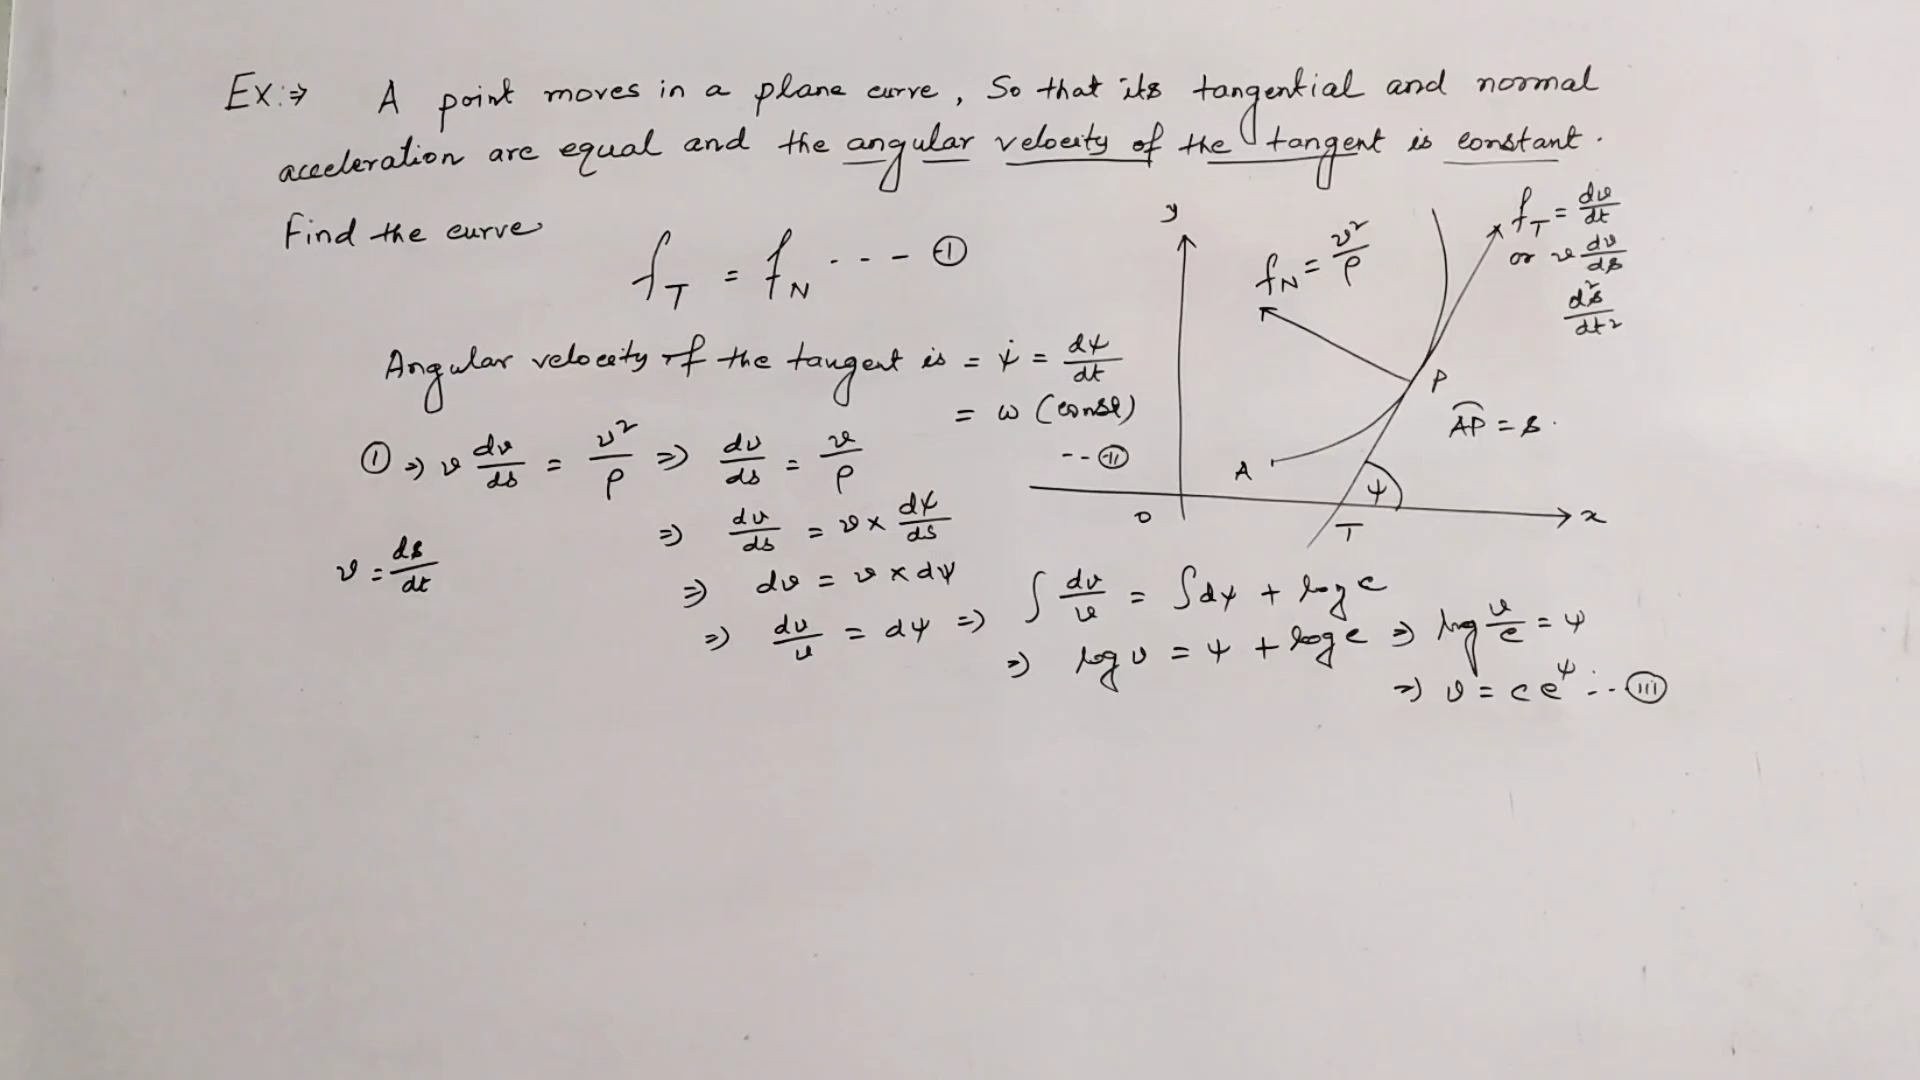 Ex:⇒ A point moves in a plane curve, So that its tangential and normal
acceleration are equal and the angular velocity of the tangent is constant.
Find the curve
f_T = f_N ---- ①
Angular velocity of the tangent is = ψ̇ = dψ/dt
= ω (const)
--- ⑪
① ⇒ v dv/ds = v²/ρ ⇒ dv/ds = v/ρ
⇒ dv/ds = v × dψ/ds
v = ds/dt
⇒ dv = v × dψ
⇒ dv/v = dψ ⇒ ∫ dv/v = ∫dψ + log c
⇒ log v = ψ + log c ⇒ log v/c = ψ
⇒ v = c e^ψ --- (III)
y
f_N = v²/ρ
f_T = dv/dt
or v dv/ds
d²s/dt²
P
AP = s.
A
ψ
O
T
x